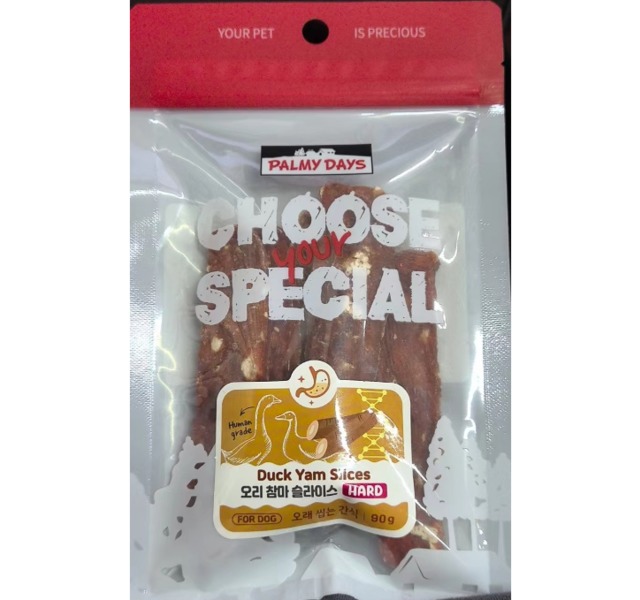 YOUR PET IS PRECIOUS
PALMY DAYS
CHOOSE
your
SPECIAL
Human
grade
Duck Yam Slices
오리 참마 슬라이스 HARD
FOR DOG 오래 씹는 간식 90g